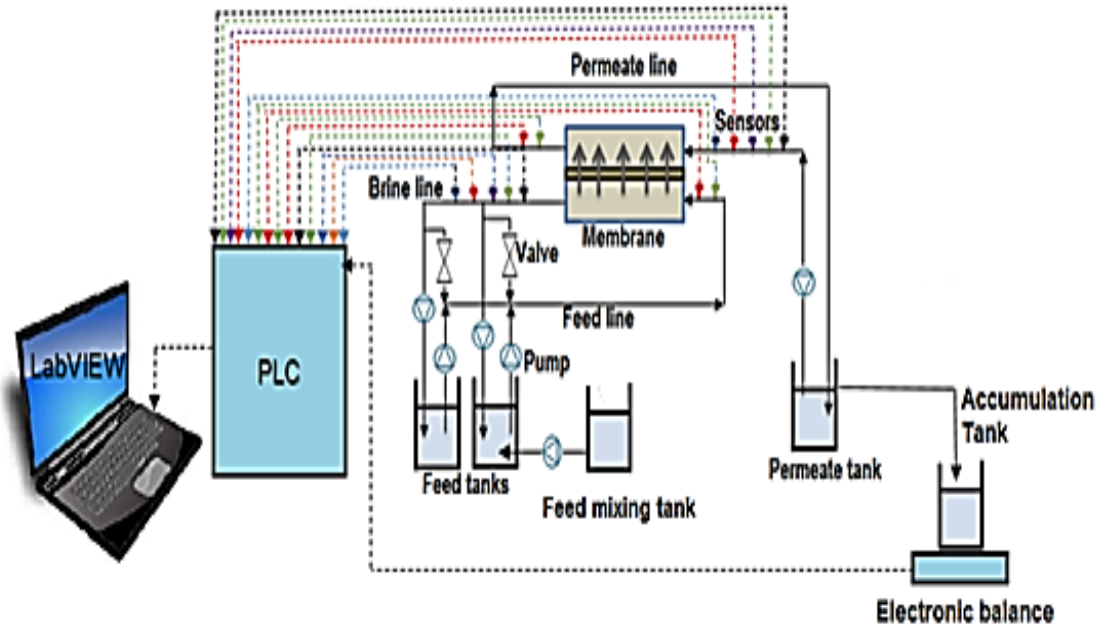 Permeate line
Sensors
Brine line
Membrane
Valve
Feed line
LabVIEW
PLC
Pump
Accumulation
Tank
Permeate tank
Feed tanks
Feed mixing tank
Electronic balance